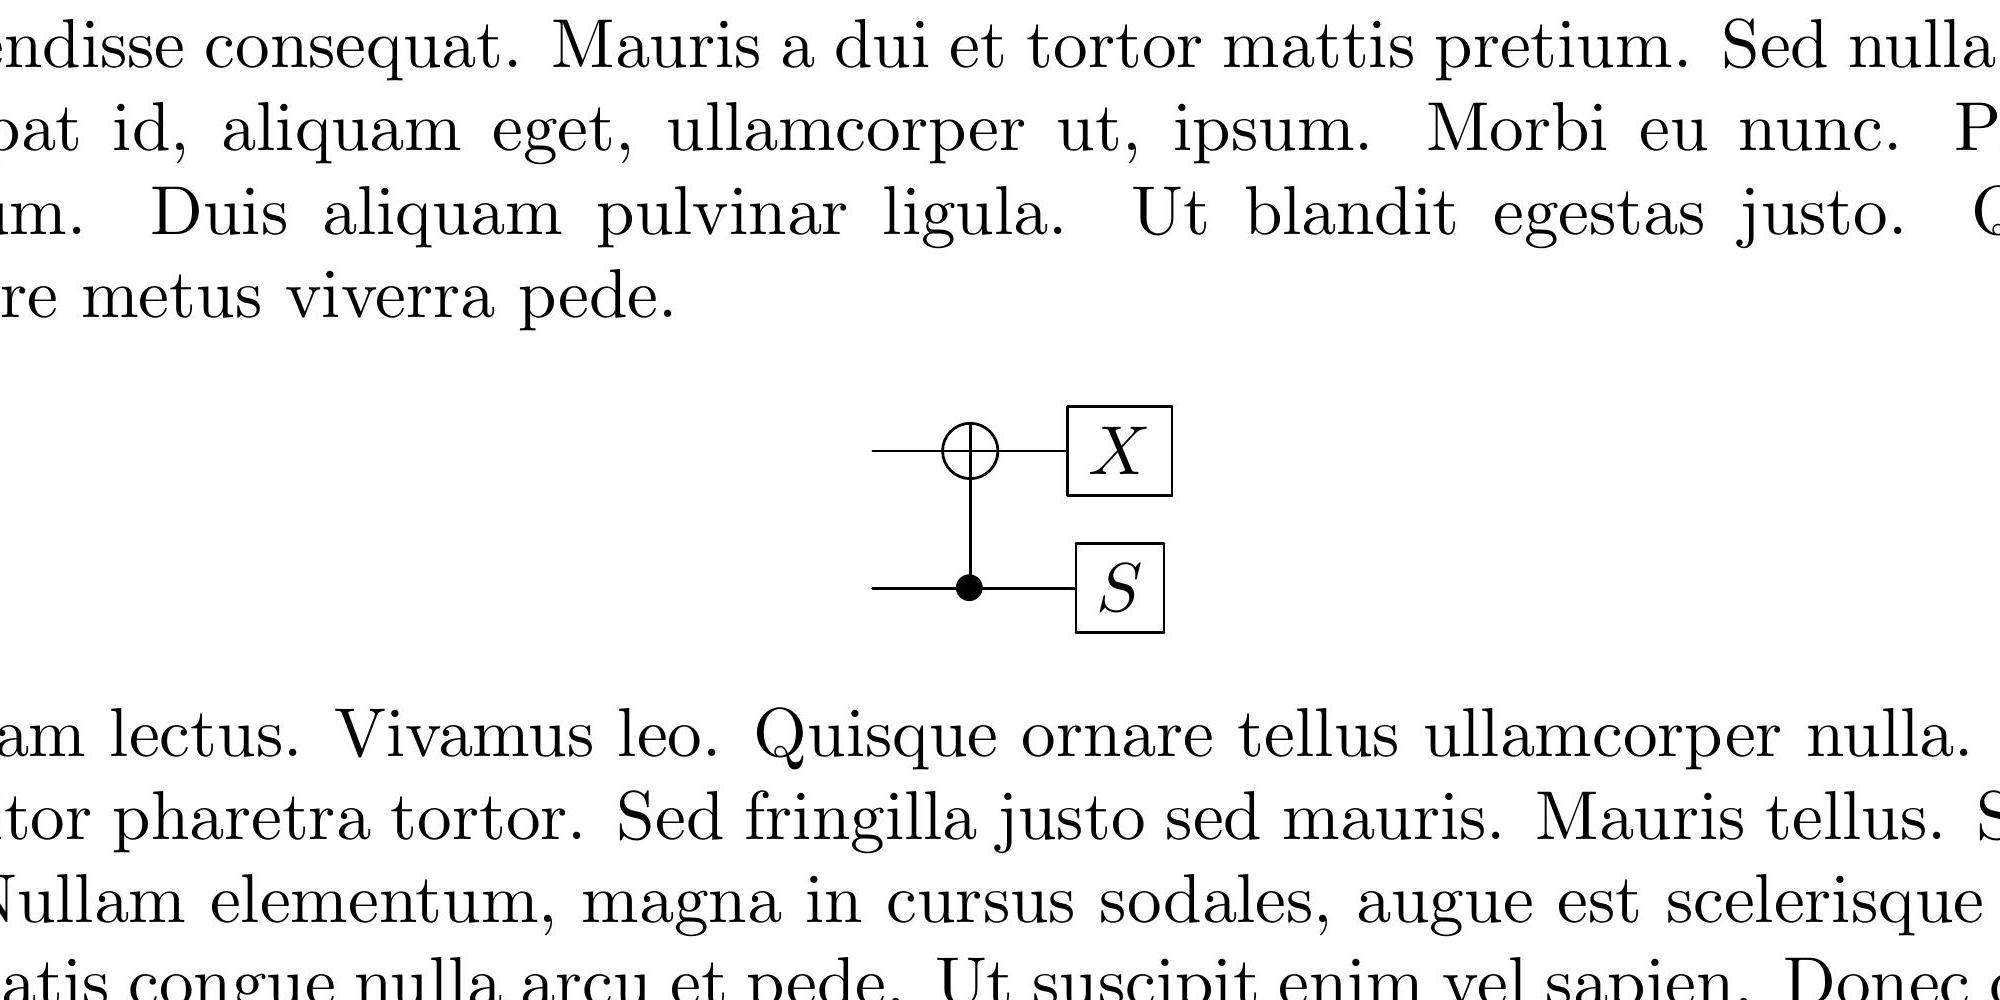 endisse consequat. Mauris a dui et tortor mattis pretium. Sed nulla
pat id, aliquam eget, ullamcorper ut, ipsum. Morbi eu nunc. P
um. Duis aliquam pulvinar ligula. Ut blandit egestas justo. Q
re metus viverra pede.
X
S
am lectus. Vivamus leo. Quisque ornare tellus ullamcorper nulla.
tor pharetra tortor. Sed fringilla justo sed mauris. Mauris tellus. S
Nullam elementum, magna in cursus sodales, augue est scelerisque
atis congue nulla arcu et pede. Ut suscipit enim vel sapien. Donec